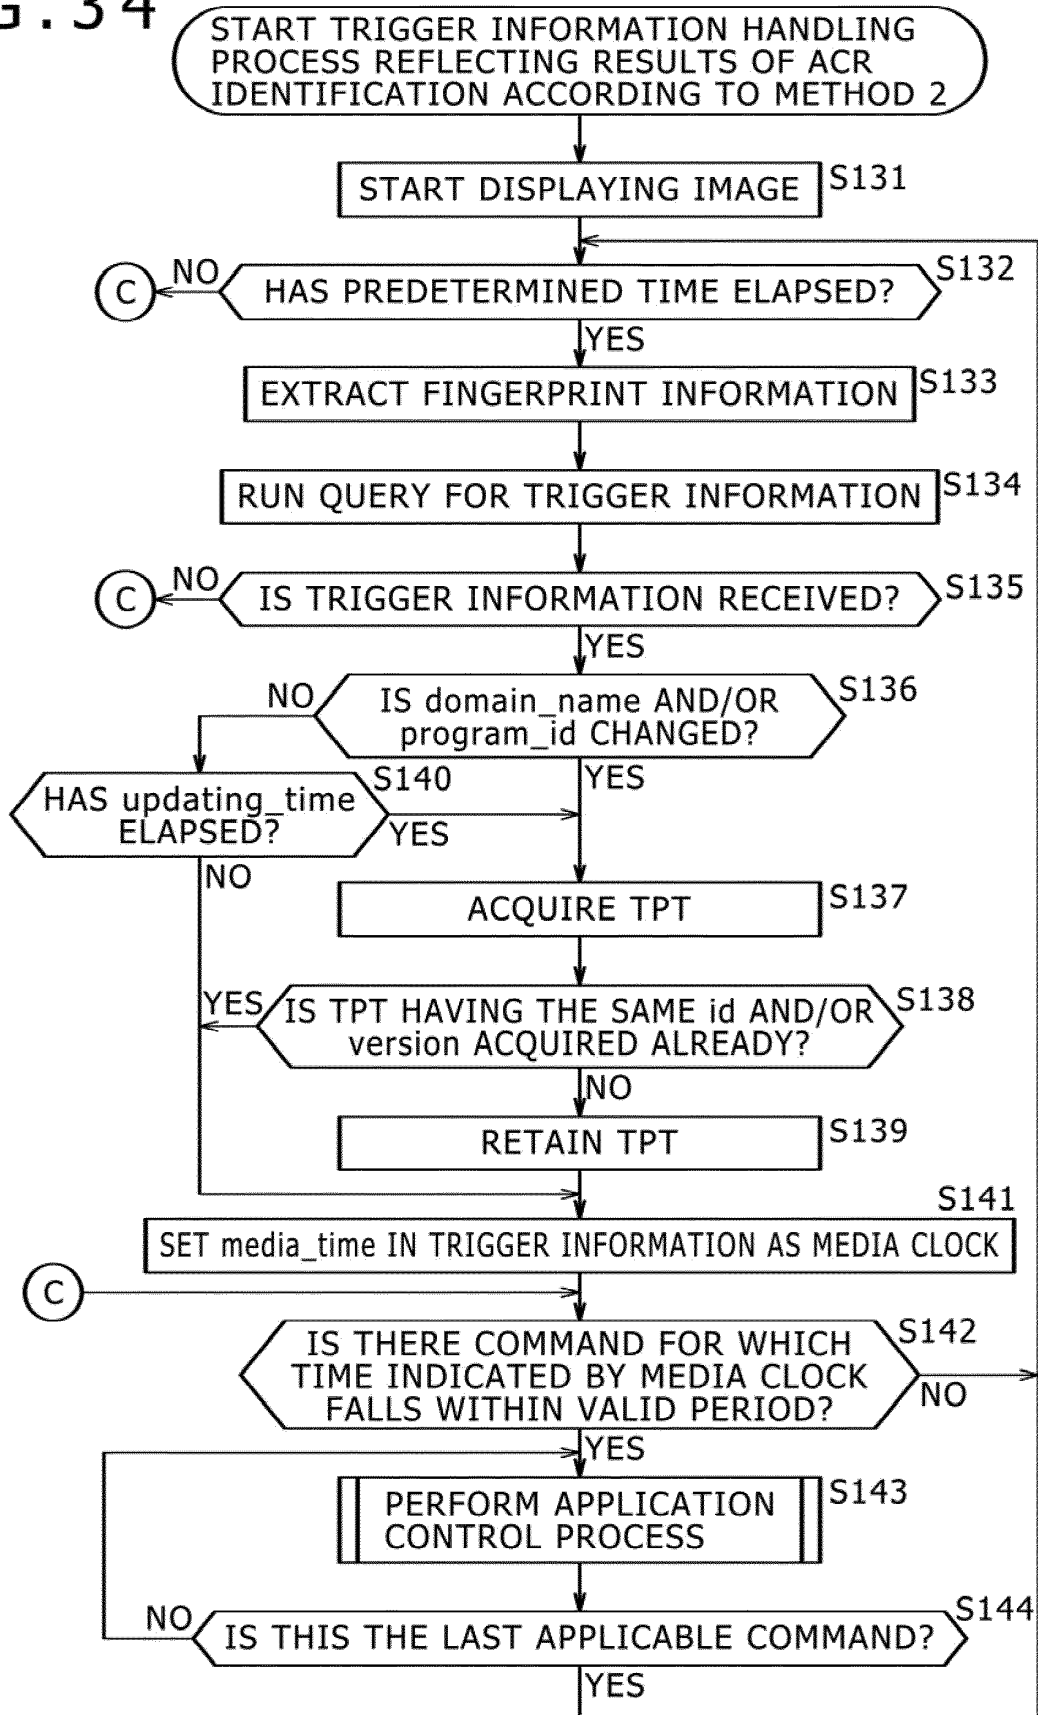 G.34
START TRIGGER INFORMATION HANDLING
PROCESS REFLECTING RESULTS OF ACR
IDENTIFICATION ACCORDING TO METHOD 2
START DISPLAYING IMAGE
S131
S132
NO
C
HAS PREDETERMINED TIME ELAPSED?
YES
EXTRACT FINGERPRINT INFORMATION
S133
RUN QUERY FOR TRIGGER INFORMATION
S134
NO
C
IS TRIGGER INFORMATION RECEIVED?
S135
YES
NO
IS domain_name AND/OR
program_id CHANGED?
S136
YES
S140
HAS updating_time
ELAPSED?
YES
NO
ACQUIRE TPT
S137
YES
IS TPT HAVING THE SAME id AND/OR
version ACQUIRED ALREADY?
S138
NO
RETAIN TPT
S139
S141
SET media_time IN TRIGGER INFORMATION AS MEDIA CLOCK
C
IS THERE COMMAND FOR WHICH
TIME INDICATED BY MEDIA CLOCK
FALLS WITHIN VALID PERIOD?
S142
NO
YES
PERFORM APPLICATION
CONTROL PROCESS
S143
S144
NO
IS THIS THE LAST APPLICABLE COMMAND?
YES